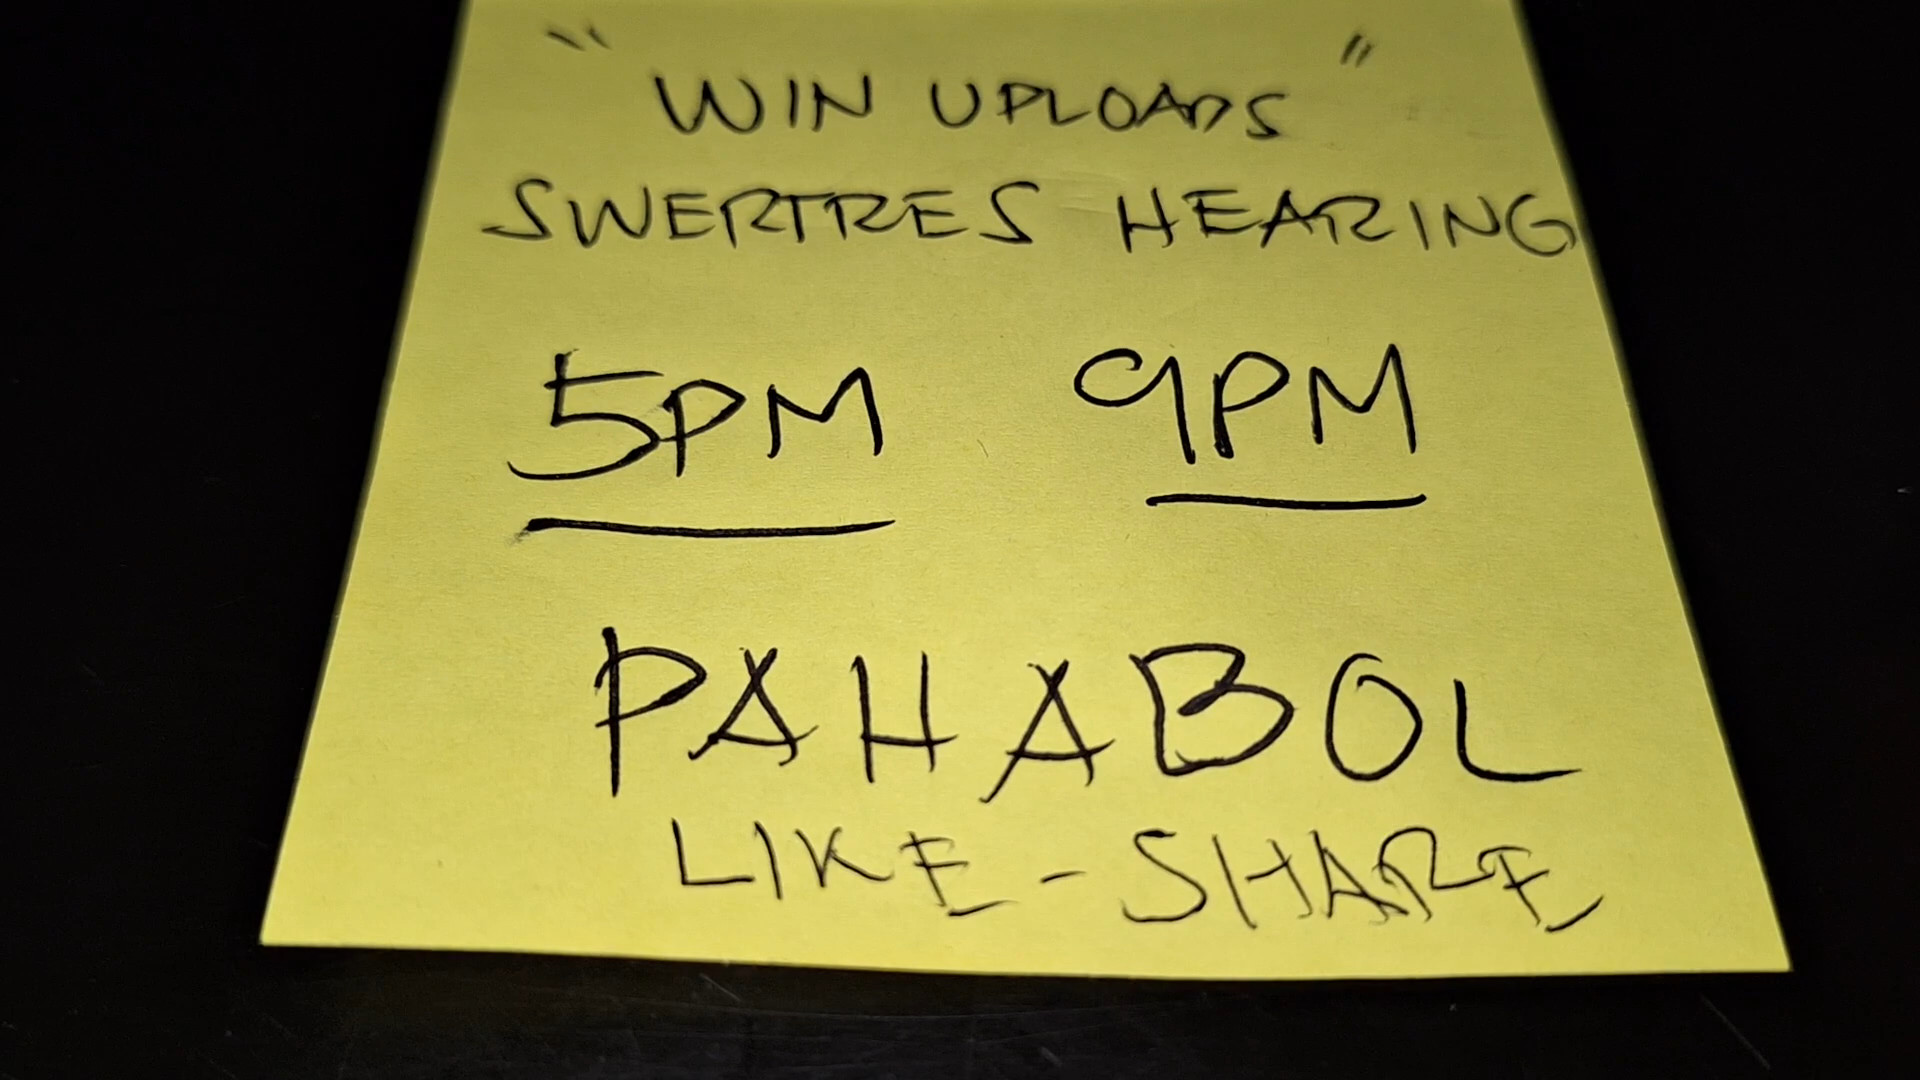 "WIN UPLOADS"
SWERTRES HEARING
5PM 9PM
PAHABOL
LIKE - SHARE